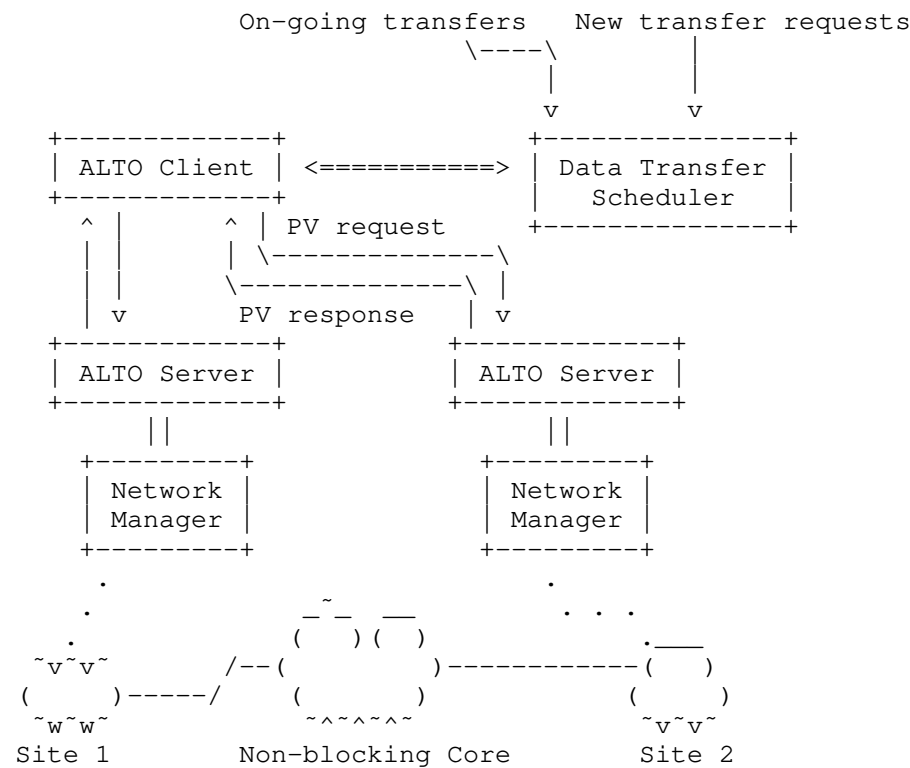 On-going transfers New transfer requests
ALTO Client Data Transfer
Scheduler
PV request
PV response
ALTO Server ALTO Server
Network Network
Manager Manager
Site 1 Non-blocking Core Site 2